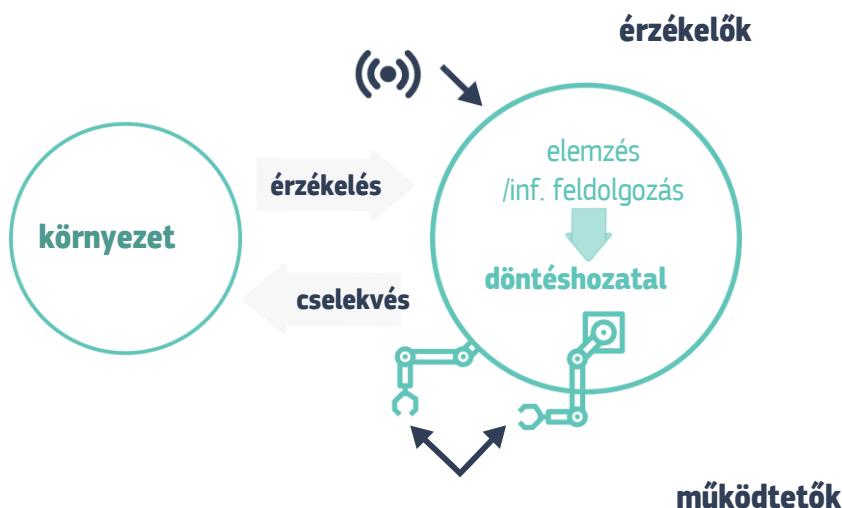 érzékelők
elemzés
/inf. feldolgozás
érzékelés
környezet
döntéshozatal
cselekvés
működtetők